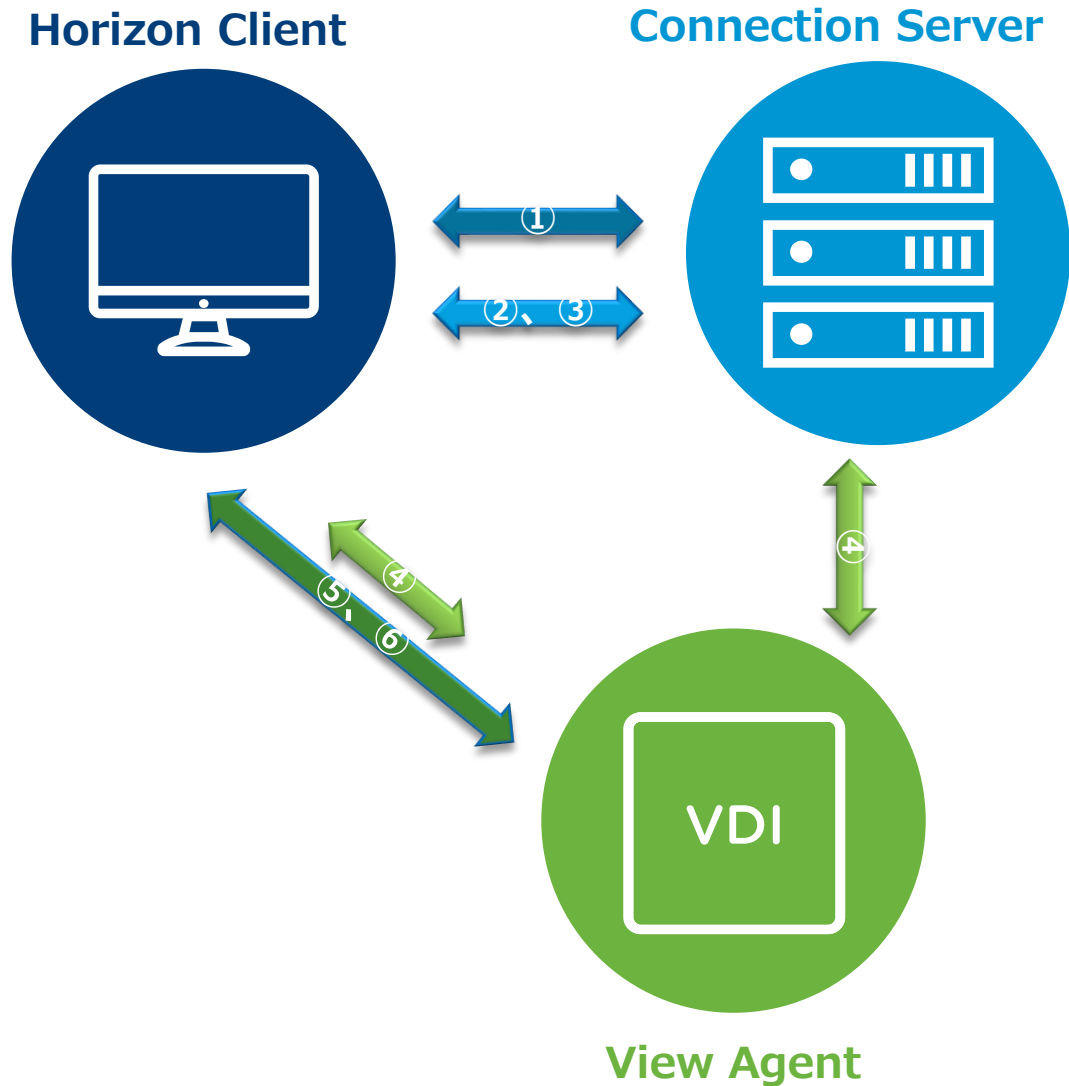 Horizon Client
Connection Server
①
②、③
④
④
⑤、⑥
VDI
View Agent